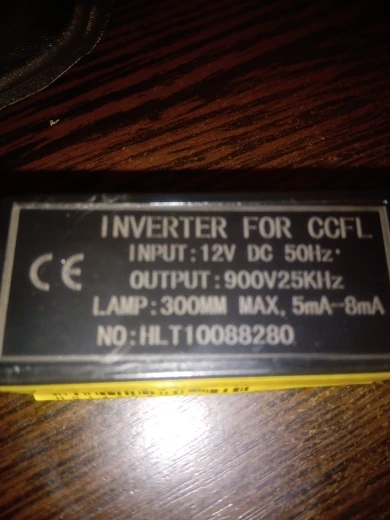 INVERTER FOR CCFL
INPUT:12V DC 50Hz
CE
OUTPUT:900V25KHz
LAMP:300MM MAX, 5mA-8mA
NO:HLT10088280